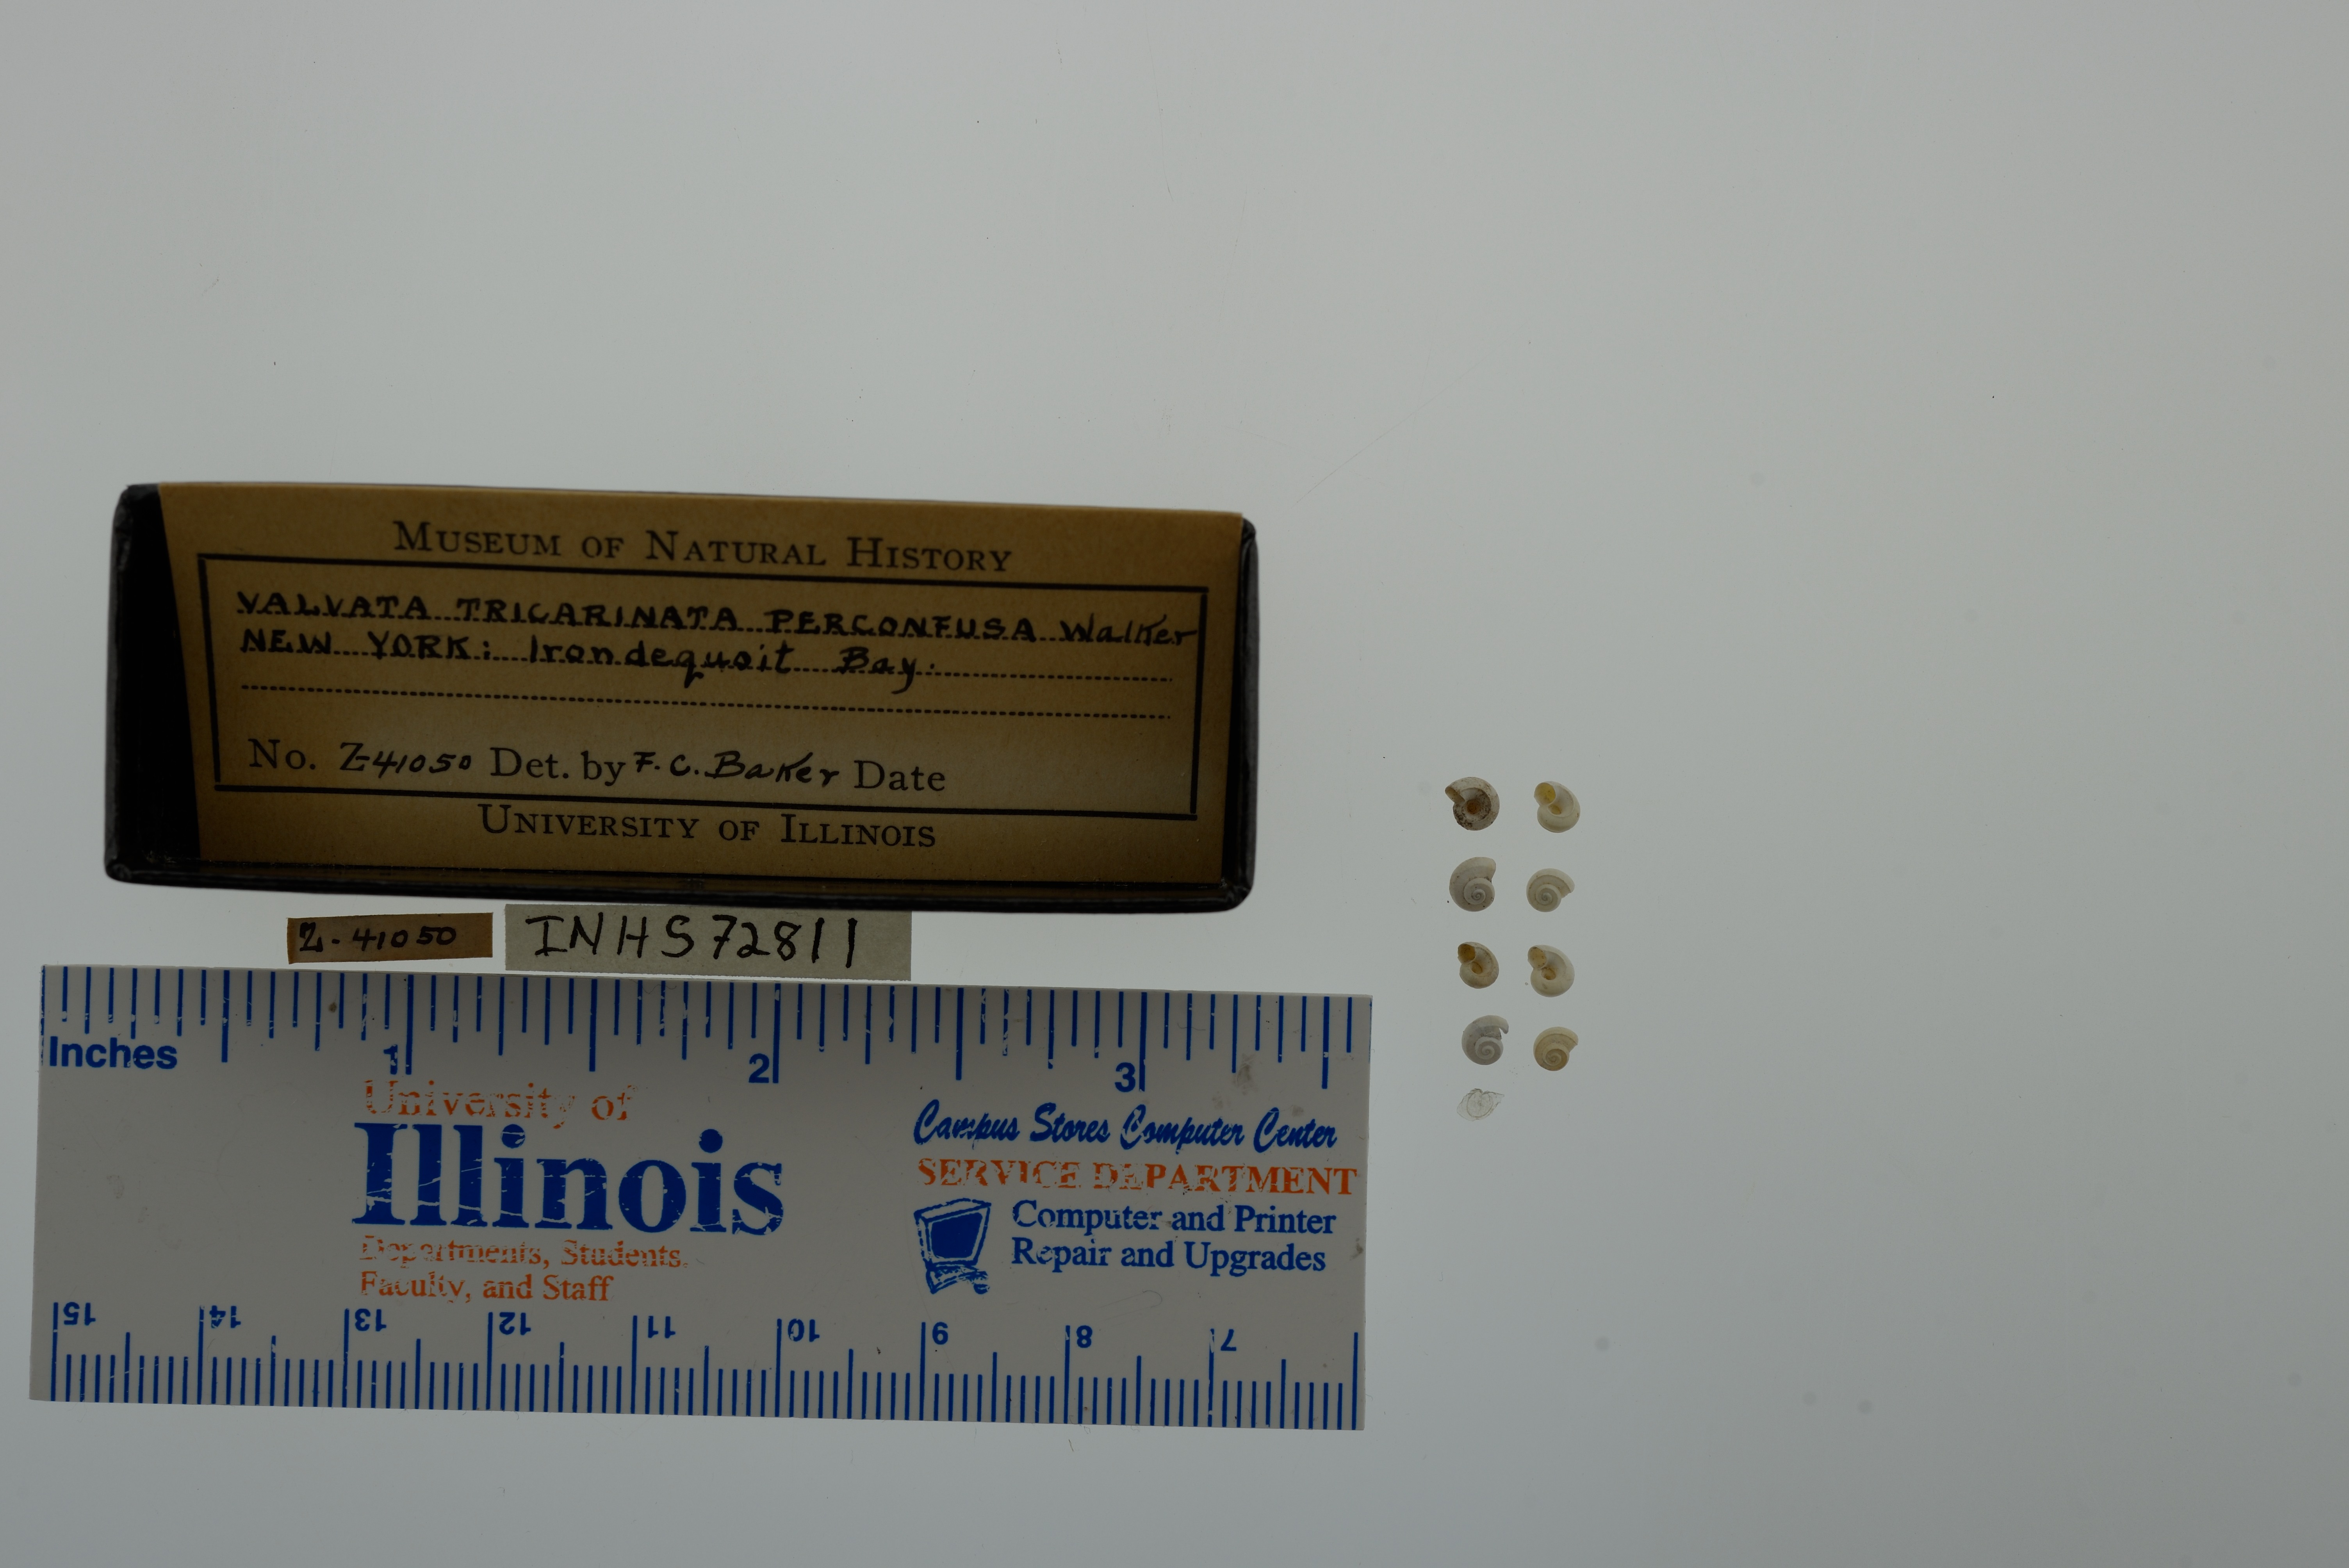 MUSEUM OF NATURAL HISTORY
VALVATA TRICARINATA PERCONFUSA Walker
NEW YORK: Irondequoit Bay.
No. Z-41050 Det. by F. C. Baker Date
UNIVERSITY OF ILLINOIS
Z-41050
INHS72811
Inches 1 2 3
University of
Illinois
Departments, Students,
Faculty, and Staff
Campus Stores Computer Center
SERVICE DEPARTMENT
Computer and Printer
Repair and Upgrades
15 14 13 12 11 10 9 8 7